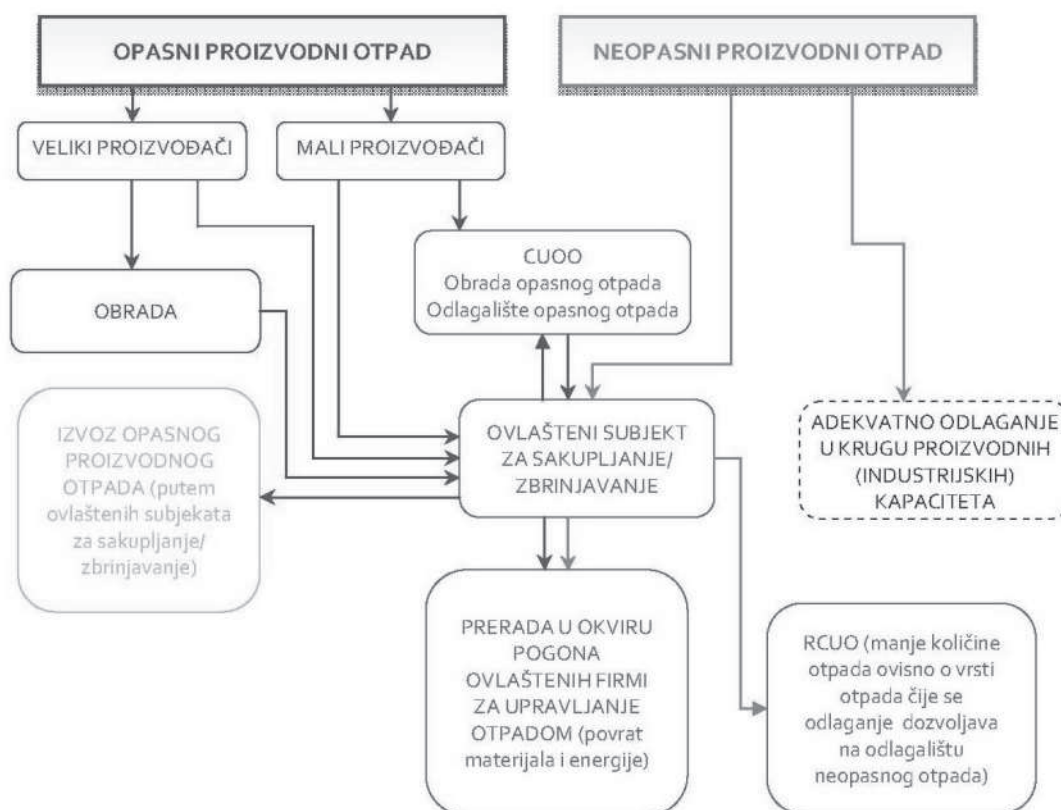 OPASNI PROIZVODNI OTPAD
NEOPASNI PROIZVODNI OTPAD
VELIKI PROIZVOĐAČI
MALI PROIZVOĐAČI
CUOO
Obrada opasnog otpada
Odlagalište opasnog otpada
OBRADA
IZVOZ OPASNOG
PROIZVODNOG
OTPADA (putem
ovlaštenih subjekata
za sakupljanje/
zbrinjavanje)
OVLAŠTENI SUBJEKT
ZA SAKUPLJANJE/
ZBRINJAVANJE
ADEKVATNO ODLAGANJE
U KRUGU PROIZVODNIH
(INDUSTRIJSKIH)
KAPACITETA
PRERADA U OKVIRU
POGONA
OVLAŠTENIH FIRMI
ZA UPRAVLJANJE
OTPADOM (povrat
materijala i energije)
RCUO (manje količine
otpada ovisno o vrsti
otpada čije se
odlaganje dozvoljava
na odlagalištu
neopasnog otpada)